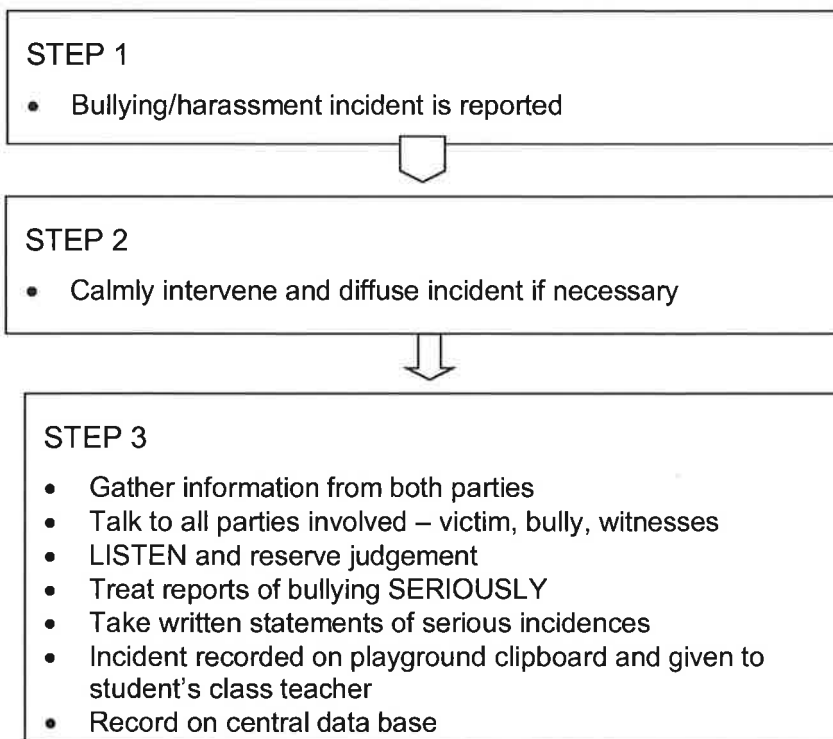 STEP 1
• Bullying/harassment incident is reported
STEP 2
• Calmly intervene and diffuse incident if necessary
STEP 3
• Gather information from both parties
• Talk to all parties involved – victim, bully, witnesses
• LISTEN and reserve judgement
• Treat reports of bullying SERIOUSLY
• Take written statements of serious incidences
• Incident recorded on playground clipboard and given to
student's class teacher
• Record on central data base